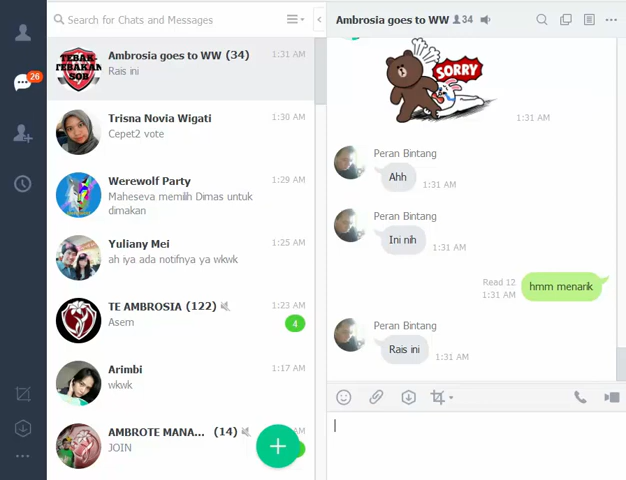 Search for Chats and Messages
26
TEBAK-
TEBAKAN
SOB
Ambrosia goes to WW (34)
1:31 AM
Rais ini
Trisna Novia Wigati
1:30 AM
Cepet2 vote
Werewolf Party
1:29 AM
Maheseva memilih Dimas untuk
dimakan
Yuliany Mei
1:25 AM
ah iya ada notifnya ya wkwk
TE AMBROSIA (122)
1:23 AM
Asem
4
Arimbi
1:17 AM
wkwk
AMBROTE MANA... (14)
JOIN
Ambrosia goes to WW 34
SORRY
1:31 AM
Peran Bintang
Ahh
1:31 AM
Peran Bintang
Ini nih
1:31 AM
Read 12
1:31 AM
hmm menarik
Peran Bintang
Rais ini
1:31 AM